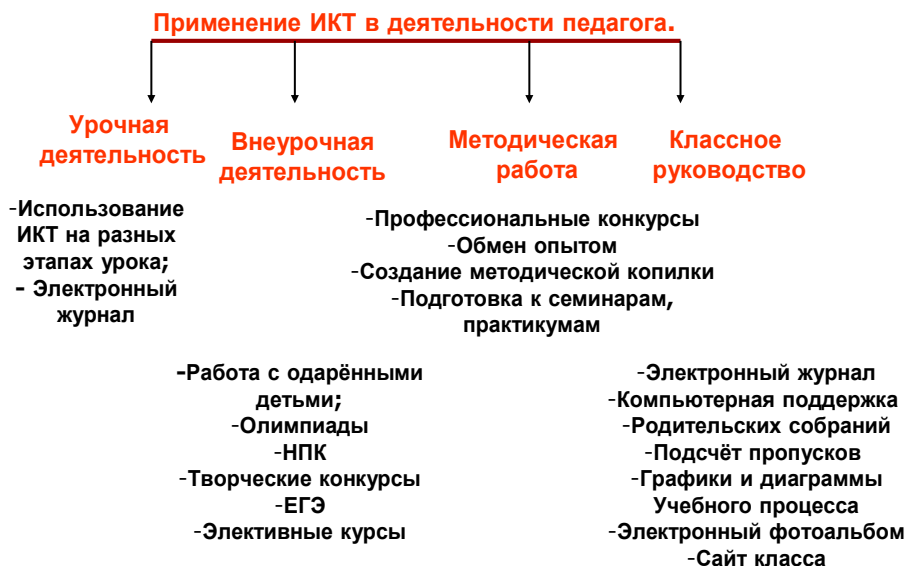 Применение ИКТ в деятельности педагога.
Урочная
деятельность
Внеурочная
деятельность
Методическая
работа
Классное
руководство
-Использование
ИКТ на разных
этапах урока;
- Электронный
журнал
-Профессиональные конкурсы
-Обмен опытом
-Создание методической копилки
-Подготовка к семинарам,
практикумам
-Работа с одарёнными
детьми;
-Олимпиады
-НПК
-Творческие конкурсы
-ЕГЭ
-Элективные курсы
-Электронный журнал
-Компьютерная поддержка
-Родительских собраний
-Подсчёт пропусков
-Графики и диаграммы
Учебного процесса
-Электронный фотоальбом
-Сайт класса